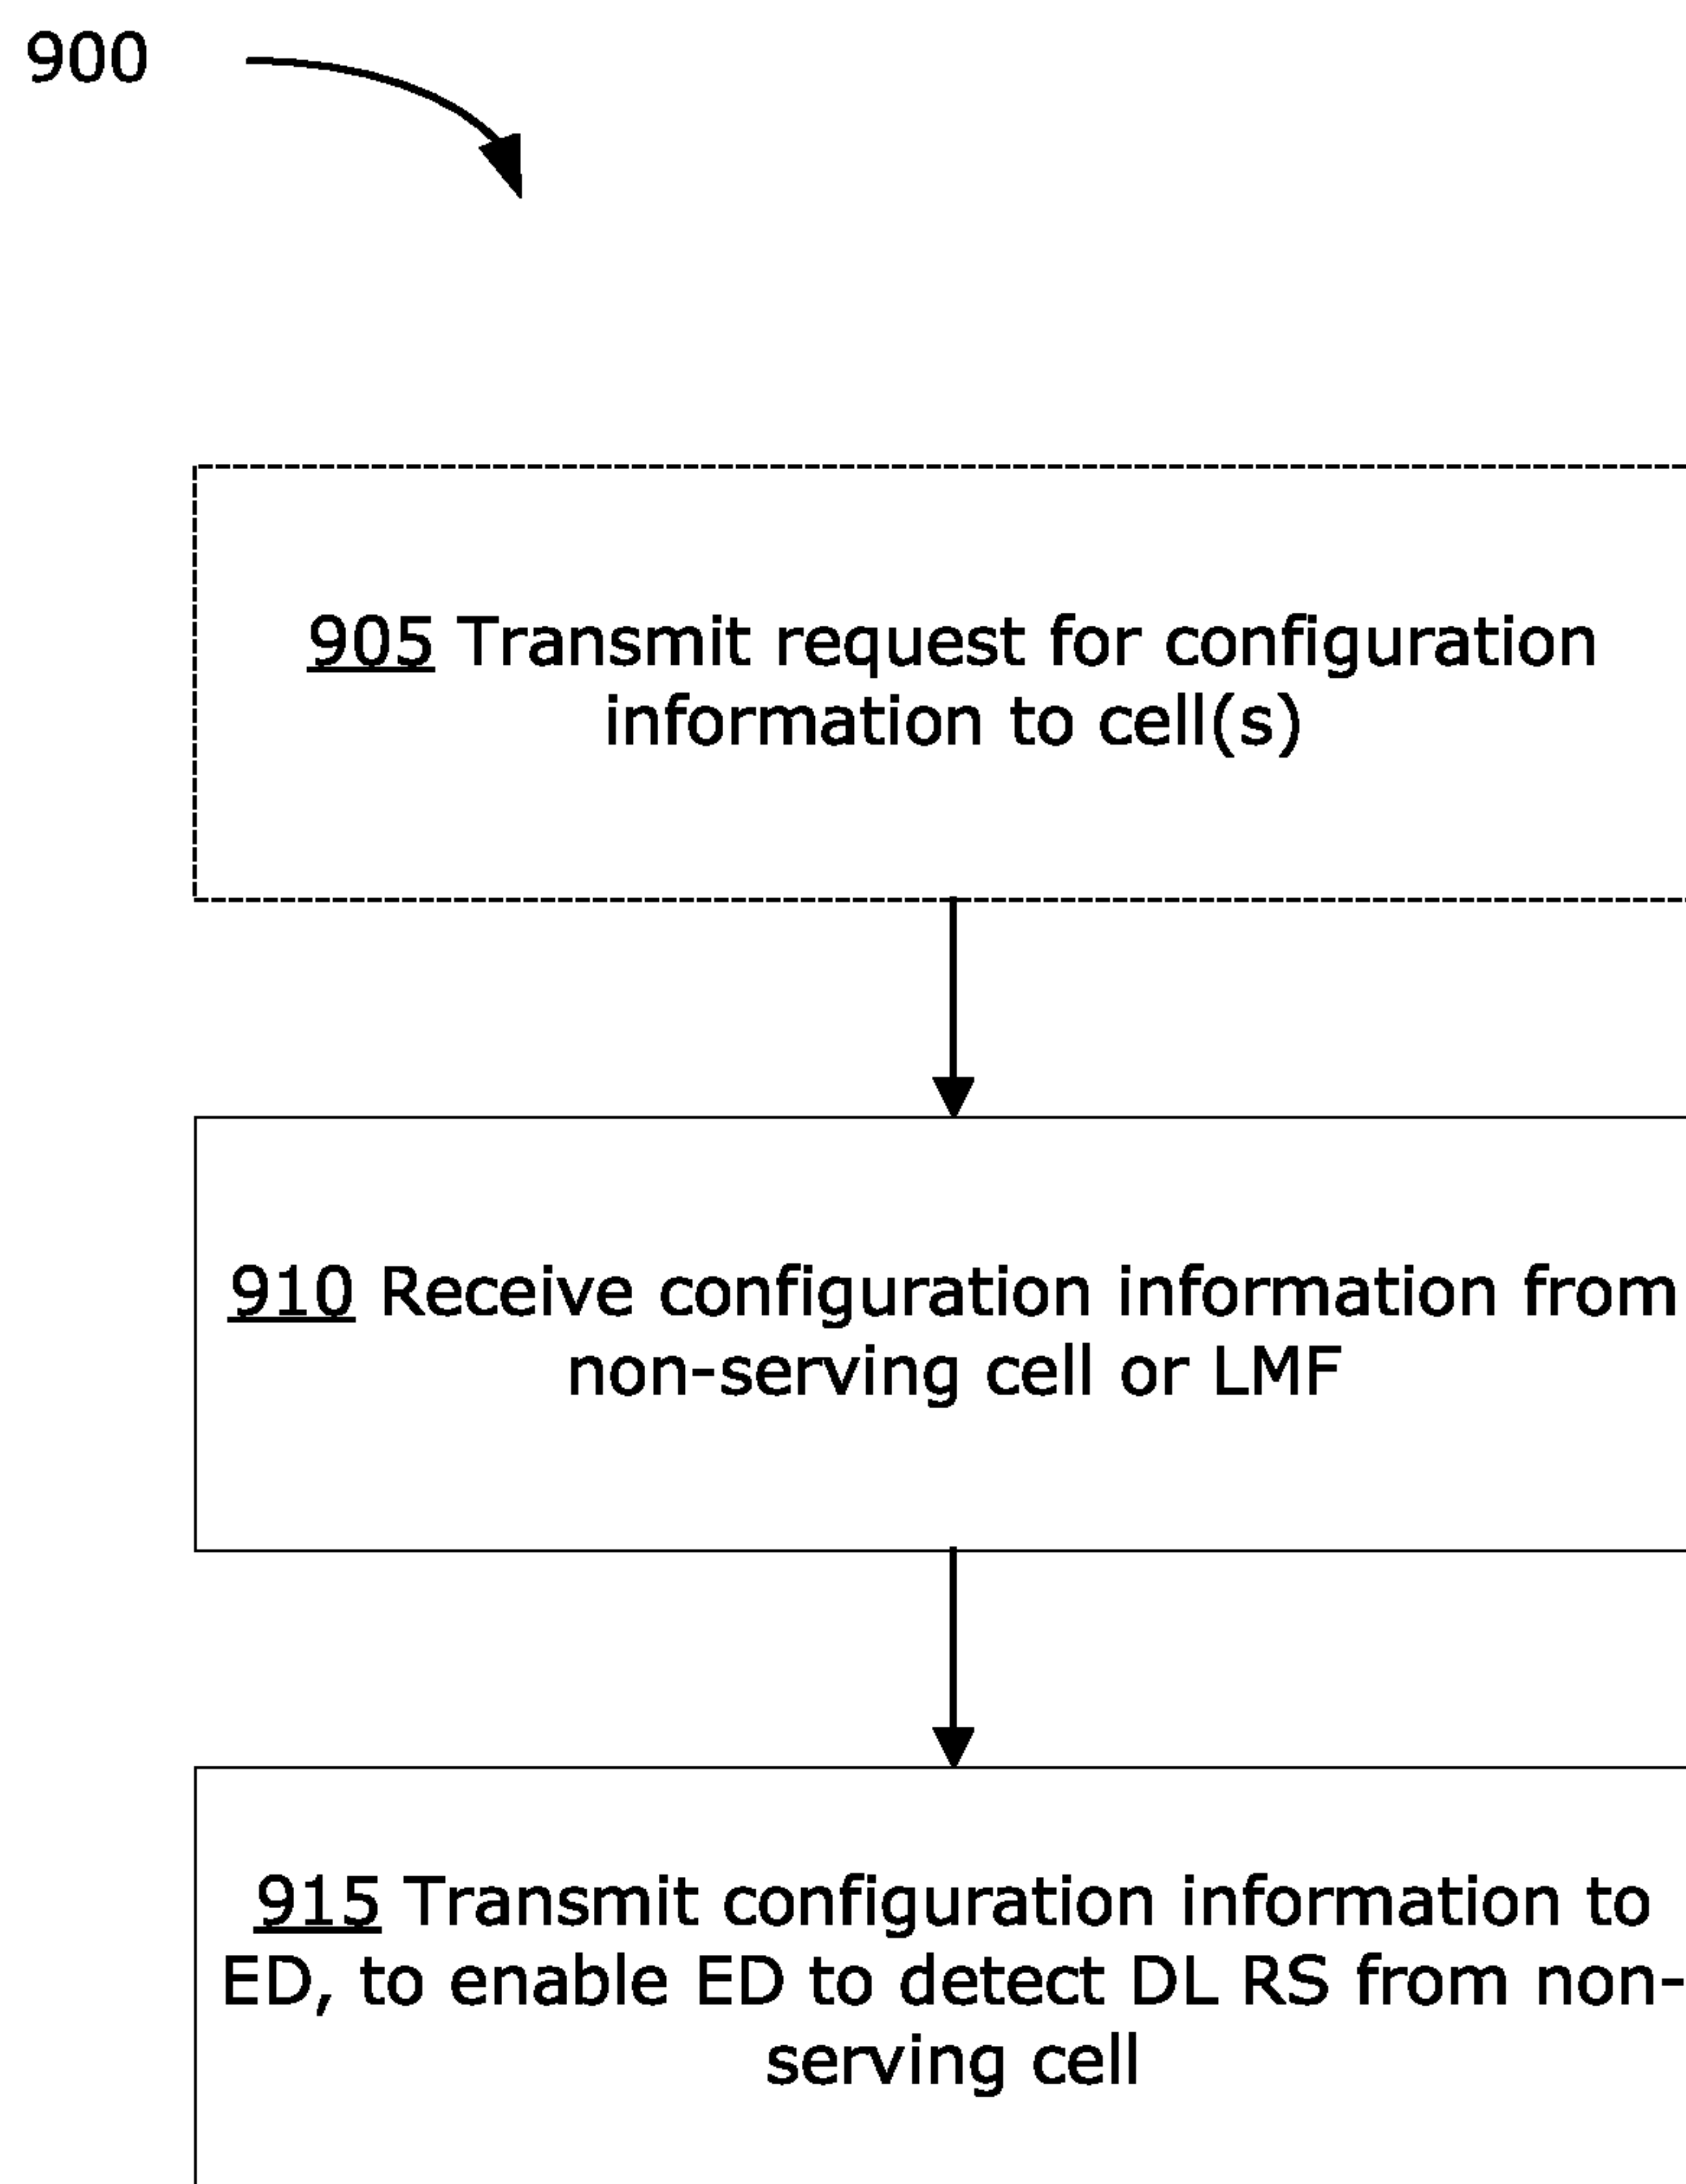 900
905 Transmit request for configuration
information to cell(s)
910 Receive configuration information from
non-serving cell or LMF
915 Transmit configuration information to
ED, to enable ED to detect DL RS from non-
serving cell